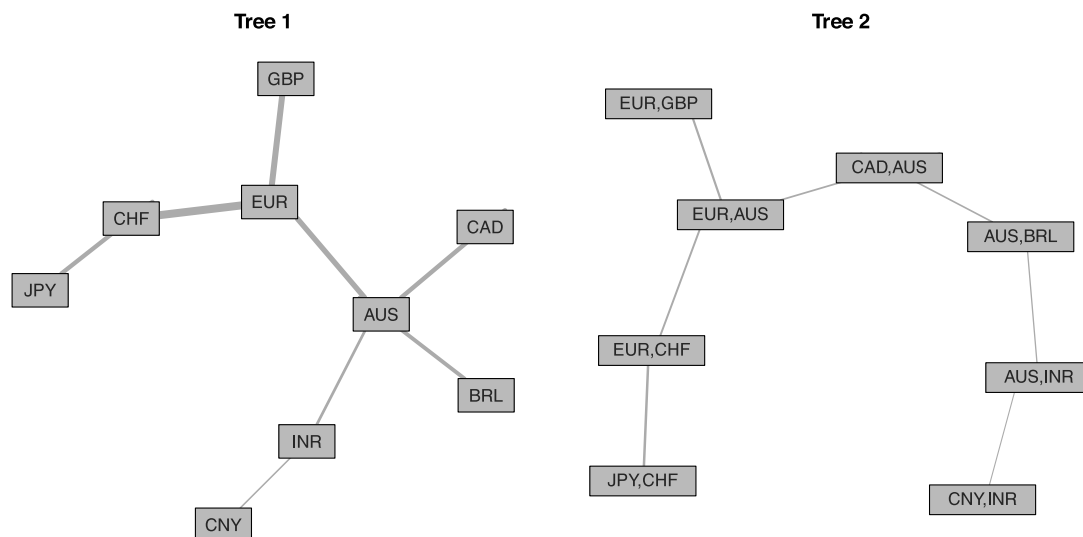 Tree 1
GBP
EUR
CHF
CAD
JPY
AUS
BRL
INR
CNY
Tree 2
EUR,GBP
CAD,AUS
EUR,AUS
AUS,BRL
EUR,CHF
AUS,INR
JPY,CHF
CNY,INR